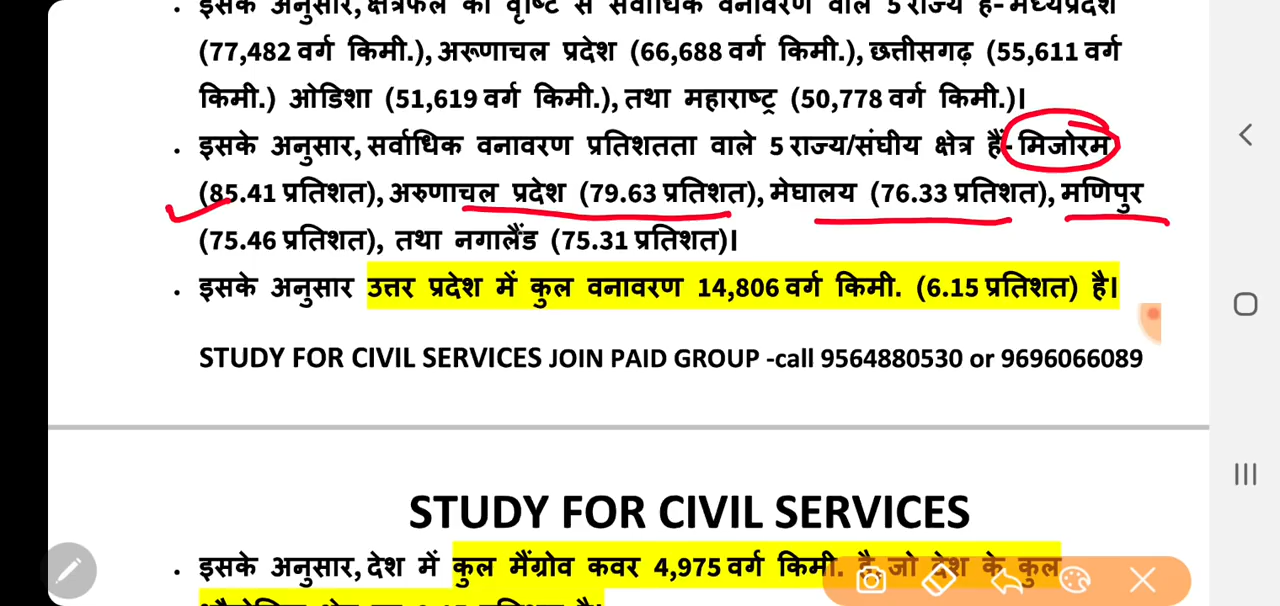 इसके अनुसार, क्षेत्रफल की दृष्टि से सर्वाधिक वनावरण वाले 5 राज्य हैं- मध्यप्रदेश
(77,482 वर्ग किमी.), अरूणाचल प्रदेश (66,688 वर्ग किमी.), छत्तीसगढ़ (55,611 वर्ग
किमी.) ओडिशा (51,619 वर्ग किमी.), तथा महाराष्ट्र (50,778 वर्ग किमी.)।
. इसके अनुसार, सर्वाधिक वनावरण प्रतिशतता वाले 5 राज्य/संघीय क्षेत्र हैं- मिजोरम
(85.41 प्रतिशत), अरुणाचल प्रदेश (79.63 प्रतिशत), मेघालय (76.33 प्रतिशत), मणिपुर
(75.46 प्रतिशत), तथा नगालैंड (75.31 प्रतिशत)।
. इसके अनुसार उत्तर प्रदेश में कुल वनावरण 14,806 वर्ग किमी. (6.15 प्रतिशत) है।
STUDY FOR CIVIL SERVICES JOIN PAID GROUP -call 9564880530 or 9696066089
STUDY FOR CIVIL SERVICES
. इसके अनुसार, देश में कुल मैंग्रोव कवर 4,975 वर्ग किमी. है, जो देश के कुल